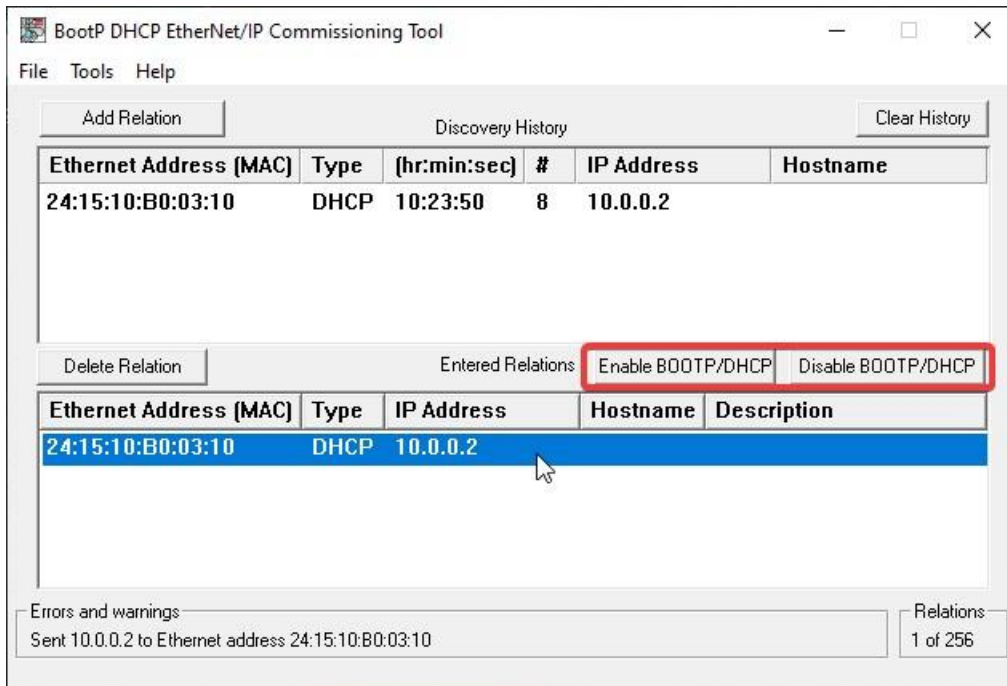 BootP DHCP EtherNet/IP Commissioning Tool
File Tools Help
Add Relation Discovery History Clear History
Ethernet Address (MAC) Type (hr:min:sec) # IP Address Hostname
24:15:10:B0:03:10 DHCP 10:23:50 8 10.0.0.2
Delete Relation Entered Relations Enable BOOTP/DHCP Disable BOOTP/DHCP
Ethernet Address (MAC) Type IP Address Hostname Description
24:15:10:B0:03:10 DHCP 10.0.0.2
Errors and warnings Relations
Sent 10.0.0.2 to Ethernet address 24:15:10:B0:03:10 1 of 256